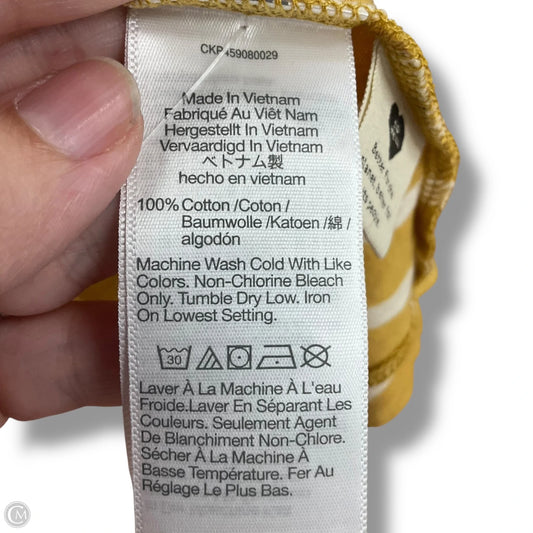 CKP459080029
Made In Vietnam
Fabriqué Au Viêt Nam
Hergestellt In Vietnam
Vervaardigd In Vietnam
ベトナム製
hecho en vietnam
100% Cotton /Coton /
Baumwolle /Katoen /綿 /
algodón
Machine Wash Cold With Like
Colors. Non-Chlorine Bleach
Only. Tumble Dry Low. Iron
On Lowest Setting.
30
Laver À La Machine À L'eau
Froide.Laver En Séparant Les
Couleurs. Seulement Agent
De Blanchiment Non-Chlore.
Sécher À La Machine À
Basse Température. Fer Au
Réglage Le Plus Bas.
CM